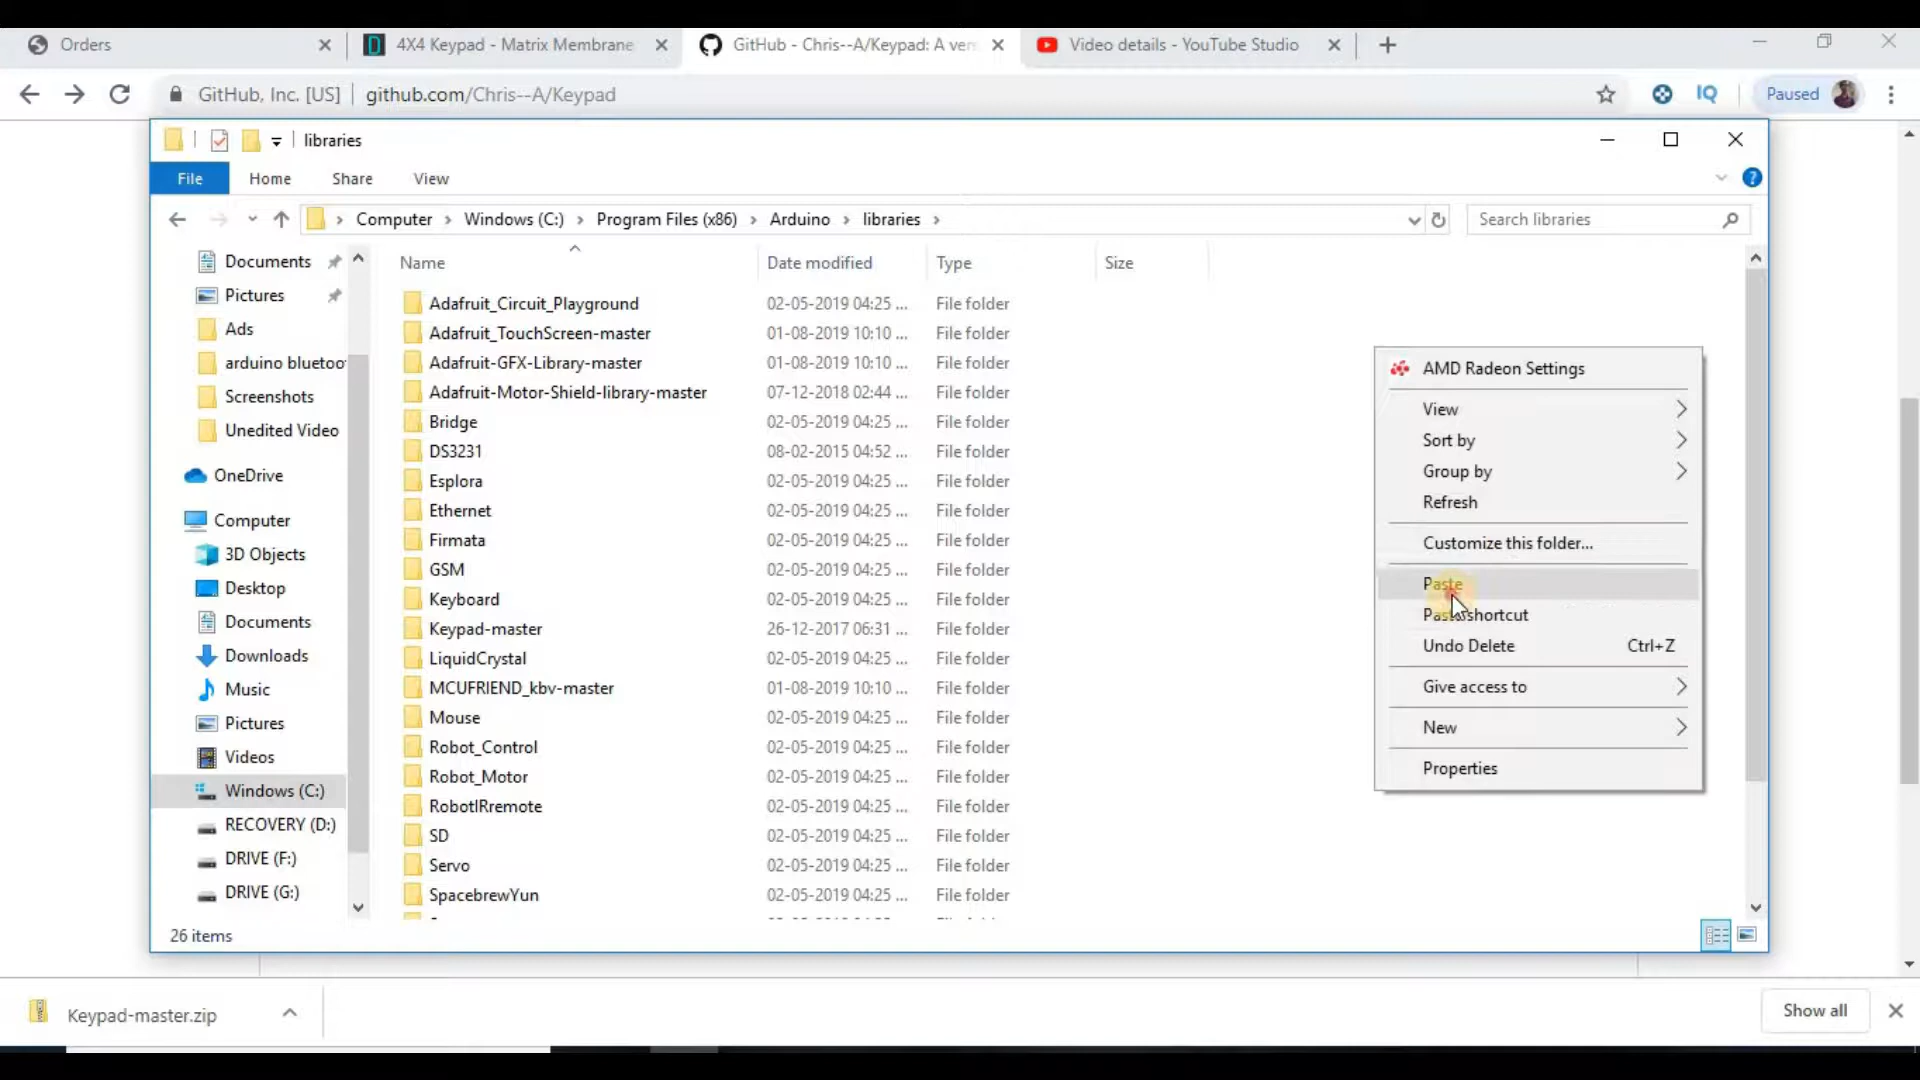 Orders
4X4 Keypad - Matrix Membrane
GitHub - Chris--A/Keypad: A ver
Video details - YouTube Studio
GitHub, Inc. [US] | github.com/Chris--A/Keypad
IQ
Paused
libraries
File Home Share View
Computer Windows (C:) Program Files (x86) Arduino libraries
Search libraries
Documents
Pictures
Ads
arduino bluetoo
Screenshots
Unedited Video
OneDrive
Computer
3D Objects
Desktop
Documents
Downloads
Music
Pictures
Videos
Windows (C:)
RECOVERY (D:)
DRIVE (F:)
DRIVE (G:)
Name Date modified Type Size
Adafruit_Circuit_Playground 02-05-2019 04:25 ... File folder
Adafruit_TouchScreen-master 01-08-2019 10:10 ... File folder
Adafruit-GFX-Library-master 01-08-2019 10:10 ... File folder
Adafruit-Motor-Shield-library-master 07-12-2018 02:44 ... File folder
Bridge 02-05-2019 04:25 ... File folder
DS3231 08-02-2015 04:52 ... File folder
Esplora 02-05-2019 04:25 ... File folder
Ethernet 02-05-2019 04:25 ... File folder
Firmata 02-05-2019 04:25 ... File folder
GSM 02-05-2019 04:25 ... File folder
Keyboard 02-05-2019 04:25 ... File folder
Keypad-master 26-12-2017 06:31 ... File folder
LiquidCrystal 02-05-2019 04:25 ... File folder
MCUFRIEND_kbv-master 01-08-2019 10:10 ... File folder
Mouse 02-05-2019 04:25 ... File folder
Robot_Control 02-05-2019 04:25 ... File folder
Robot_Motor 02-05-2019 04:25 ... File folder
RobotIRremote 02-05-2019 04:25 ... File folder
SD 02-05-2019 04:25 ... File folder
Servo 02-05-2019 04:25 ... File folder
SpacebrewYun 02-05-2019 04:25 ... File folder
AMD Radeon Settings
View
Sort by
Group by
Refresh
Customize this folder...
Paste
Paste shortcut
Undo Delete Ctrl+Z
Give access to
New
Properties
26 items
Keypad-master.zip
Show all